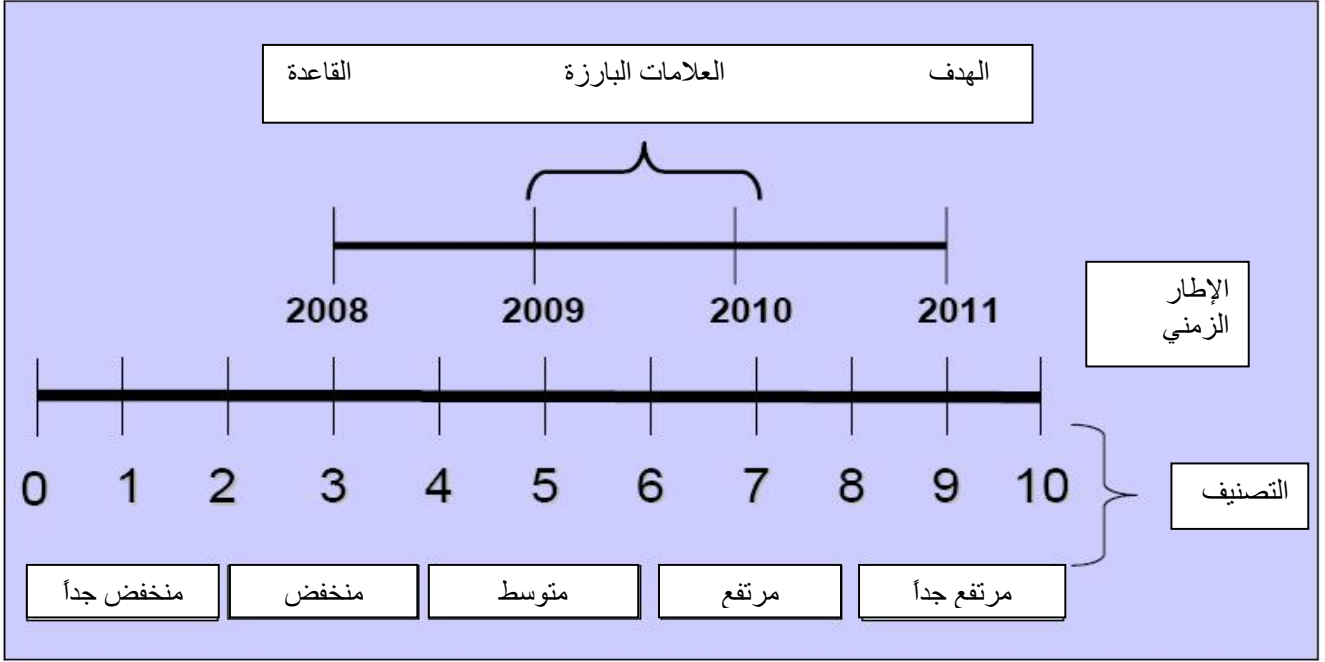 القاعدة العلامات البارزة الهدف
2008 2009 2010 2011
الإطار
الزمني
0 1 2 3 4 5 6 7 8 9 10
التصنيف
منخفض جداً منخفض متوسط مرتفع مرتفع جداً